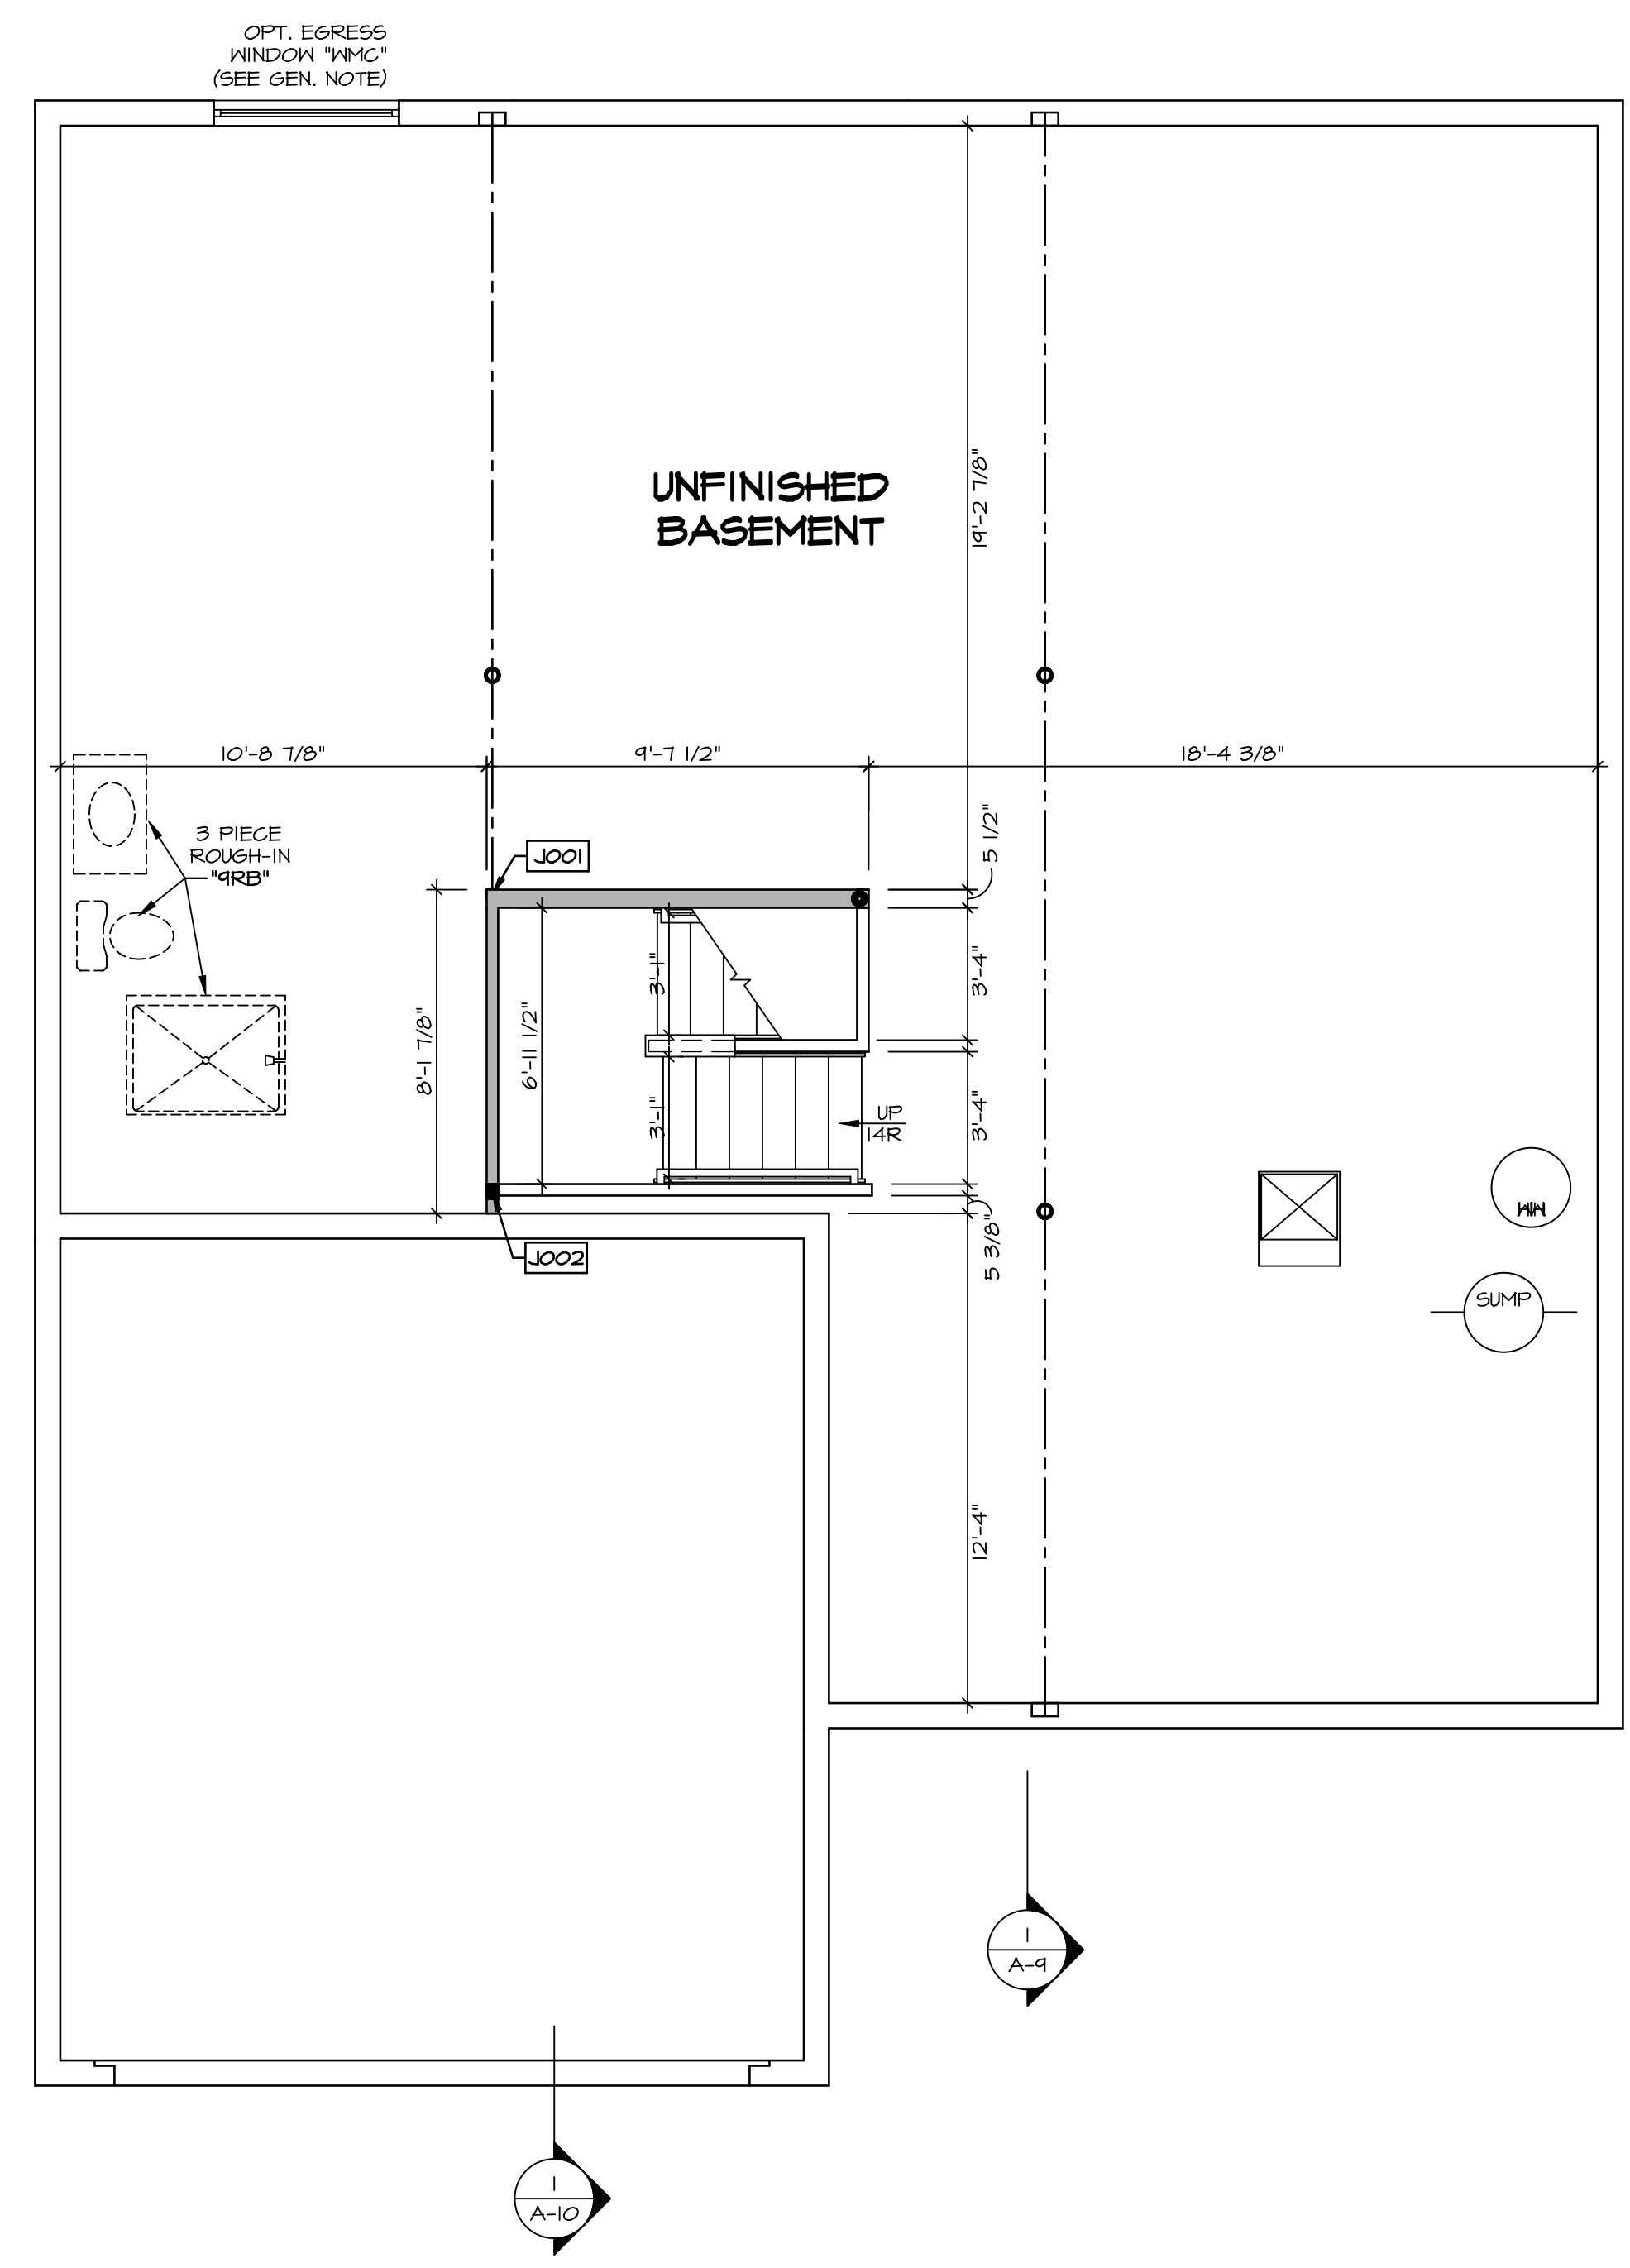 OPT. EGRESS
WINDOW "WMC"
(SEE GEN. NOTE)
UNFINISHED
BASEMENT
19'-2 7/8"
10'-8 7/8"
9'-7 1/2"
18'-4 3/8"
3 PIECE
ROUGH-IN
"9RB"
J001
5 1/2"
3'-1"
3'-4"
8'-1 7/8"
6'-11 1/2"
3'-1"
UP
14R
3'-4"
J002
5 3/8"
WH
SUMP
12'-4"
1
A-9
1
A-10